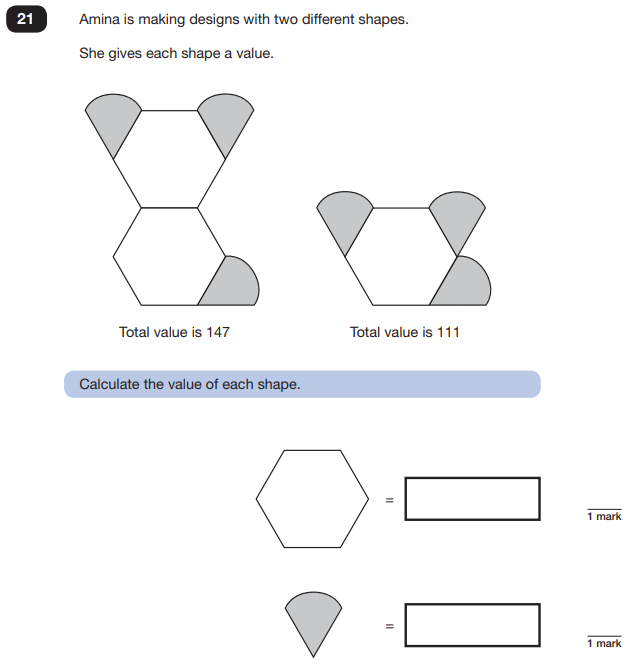 21
Amina is making designs with two different shapes.
She gives each shape a value.
Total value is 147
Total value is 111
Calculate the value of each shape.
=
1 mark
=
1 mark